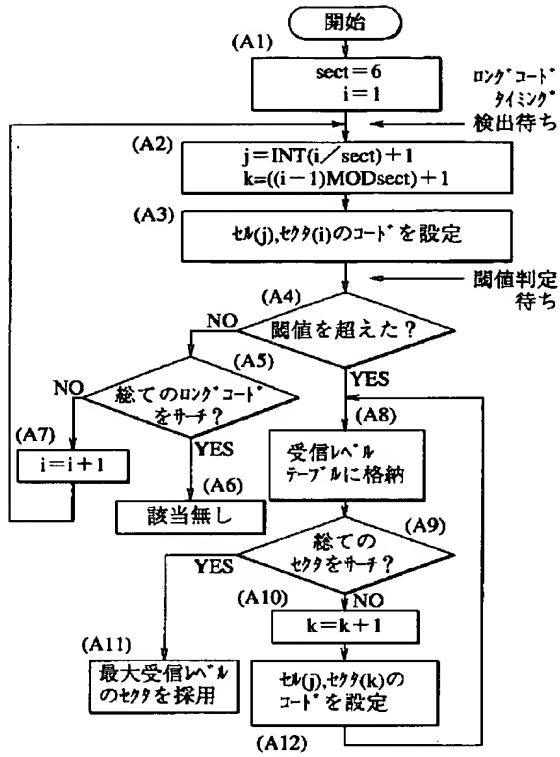 開始
(A1)
sect=6
i=1
ロングコード
タイミング
検出待ち
(A2)
j=INT(i/sect)+1
k=((i-1)MODsect)+1
(A3)
セル(j),セクタ(i)のコードを設定
閾値判定
待ち
(A4)
閾値を超えた?
NO
YES
(A5)
総てのロングコード
をサーチ?
NO
YES
(A7)
i=i+1
(A6)
該当無し
(A8)
受信レベル
テーブルに格納
(A9)
総ての
セクタをサーチ?
YES
NO
(A10)
k=k+1
(A11)
最大受信レベル
のセクタを採用
セル(j),セクタ(k)の
コードを設定
(A12)